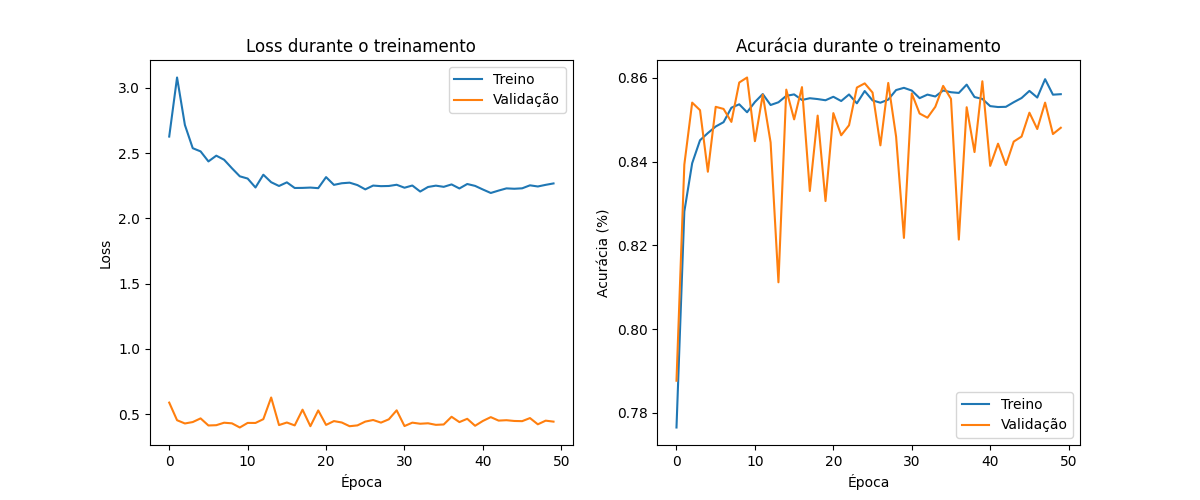 Loss durante o treinamento
3.0
2.5
2.0
1.5
1.0
0.5
Loss
0
10
20
30
40
50
Época
Treino
Validação
Acurácia durante o treinamento
0.86
0.84
0.82
0.80
0.78
Acurácia (%)
0
10
20
30
40
50
Época
Treino
Validação